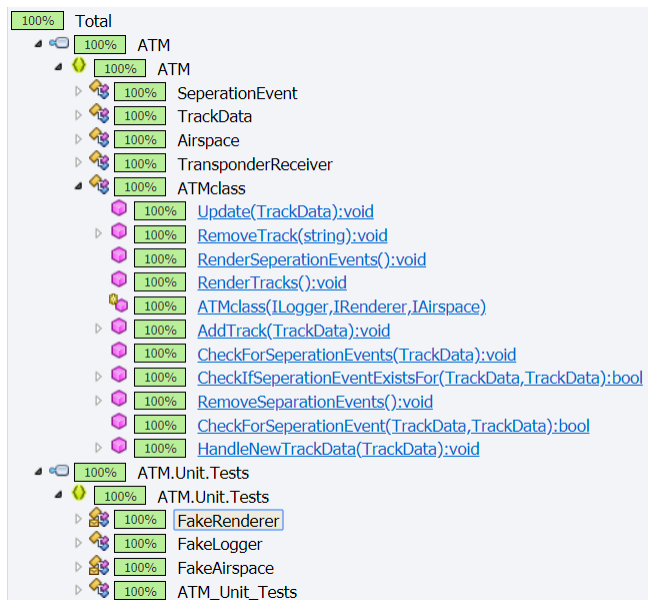 100% Total
100% ATM
100% ATM
100% SeperationEvent
100% TrackData
100% Airspace
100% TransponderReceiver
100% ATMclass
100% Update(TrackData):void
100% RemoveTrack(string):void
100% RenderSeperationEvents():void
100% RenderTracks():void
100% ATMclass(ILogger,IRenderer,IAirspace)
100% AddTrack(TrackData):void
100% CheckForSeperationEvents(TrackData):void
100% CheckIfSeperationEventExistsFor(TrackData,TrackData):bool
100% RemoveSeparationEvents():void
100% CheckForSeperationEvent(TrackData,TrackData):bool
100% HandleNewTrackData(TrackData):void
100% ATM.Unit.Tests
100% ATM.Unit.Tests
100% FakeRenderer
100% FakeLogger
100% FakeAirspace
100% ATM_Unit_Tests